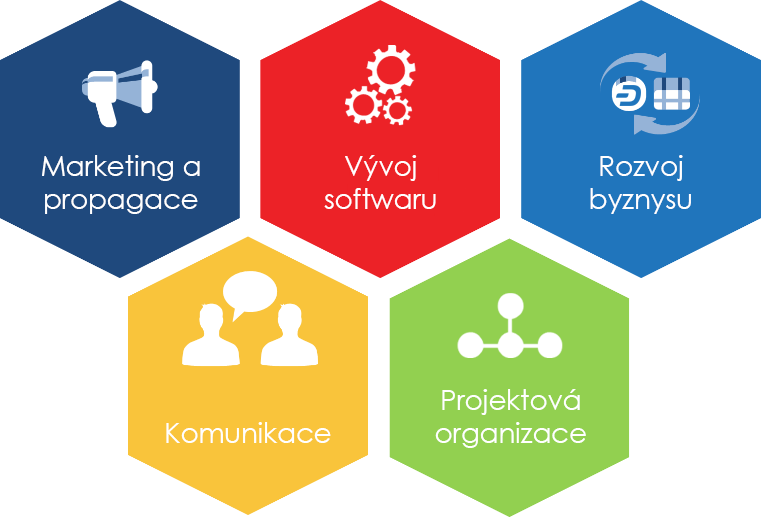 Marketing a
propagace
Vývoj
softwaru
Rozvoj
byznysu
Komunikace
Projektová
organizace